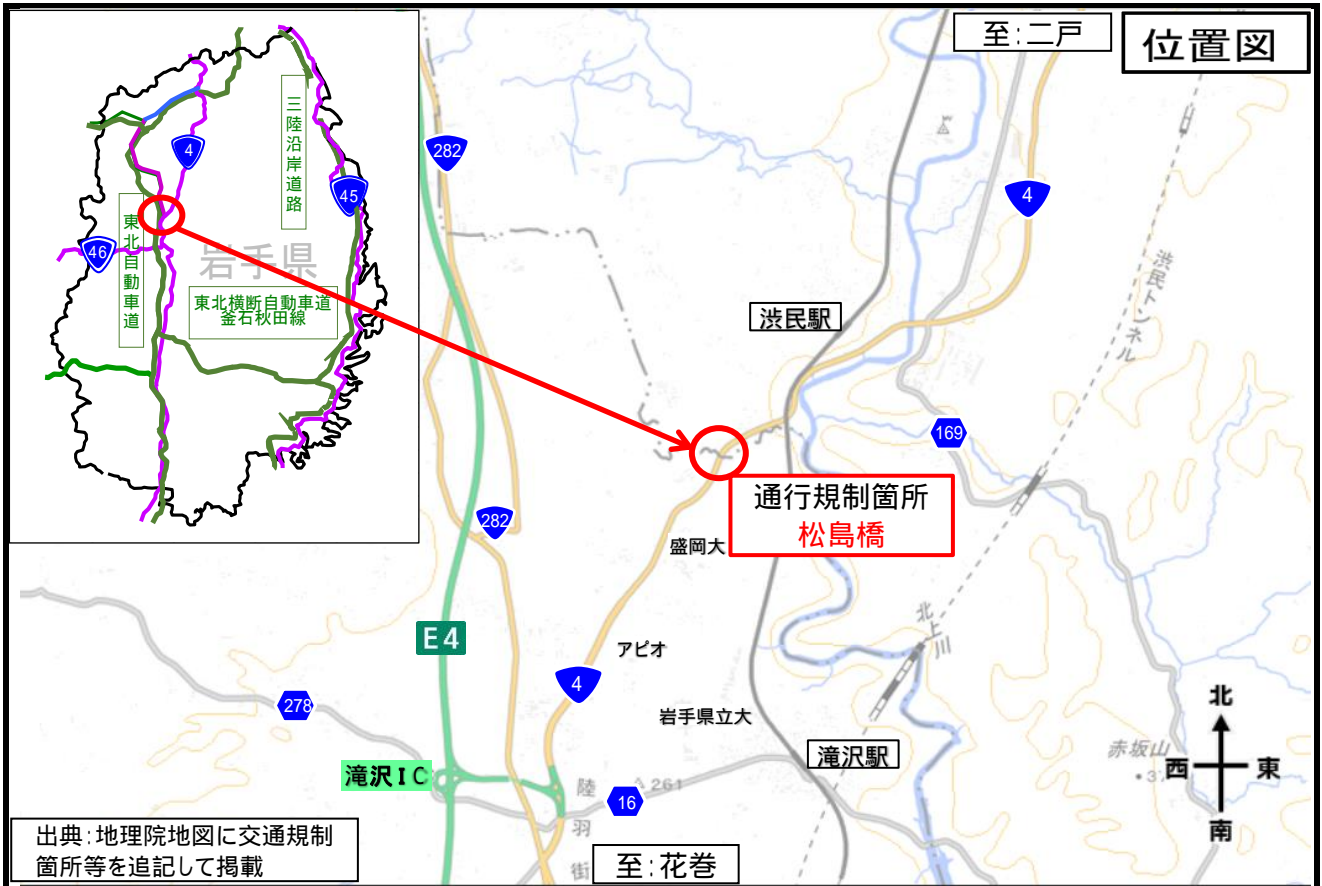 位置図
至:二戸
三陸沿岸道路
4
45
46
東北自動車道
岩手県
東北横断自動車道
釜石秋田線
282
4
渋民トンネル
渋民駅
169
通行規制箇所
松島橋
282
盛岡大
E4
アピオ
北上川
4
278
岩手県立大
滝沢駅
赤坂山
滝沢IC
陸羽街
261
16
北
西
東
南
出典:地理院地図に交通規制
箇所等を追記して掲載
至:花巻